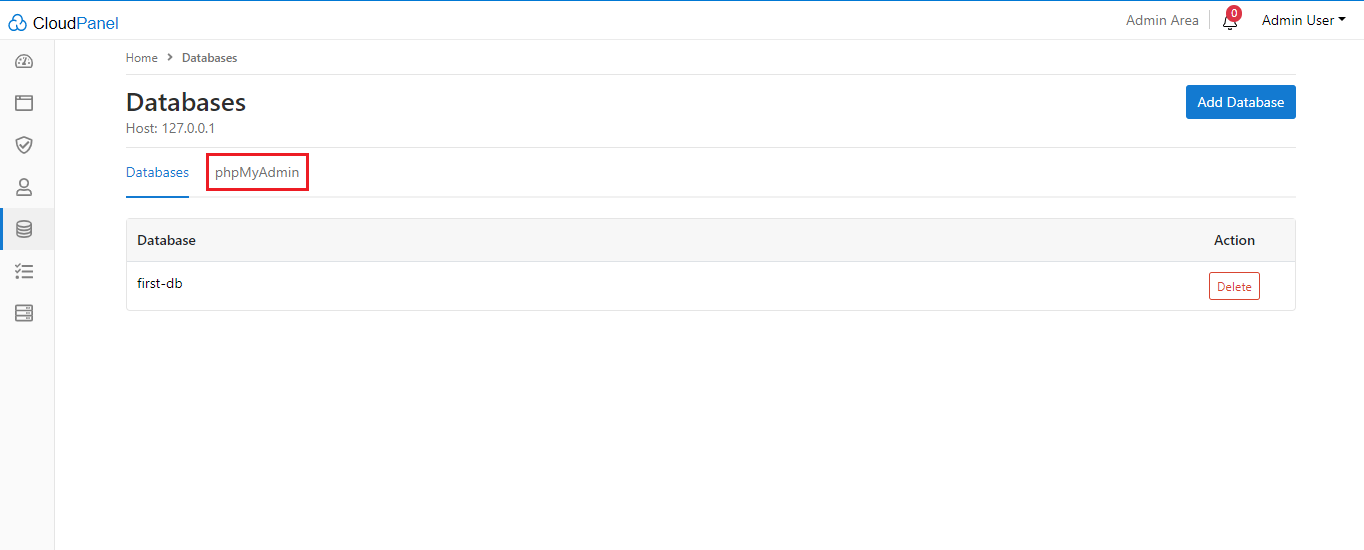 CloudPanel
Admin Area
0
Admin User
Home > Databases
Databases
Host: 127.0.0.1
Add Database
Databases
phpMyAdmin
Database
Action
first-db
Delete